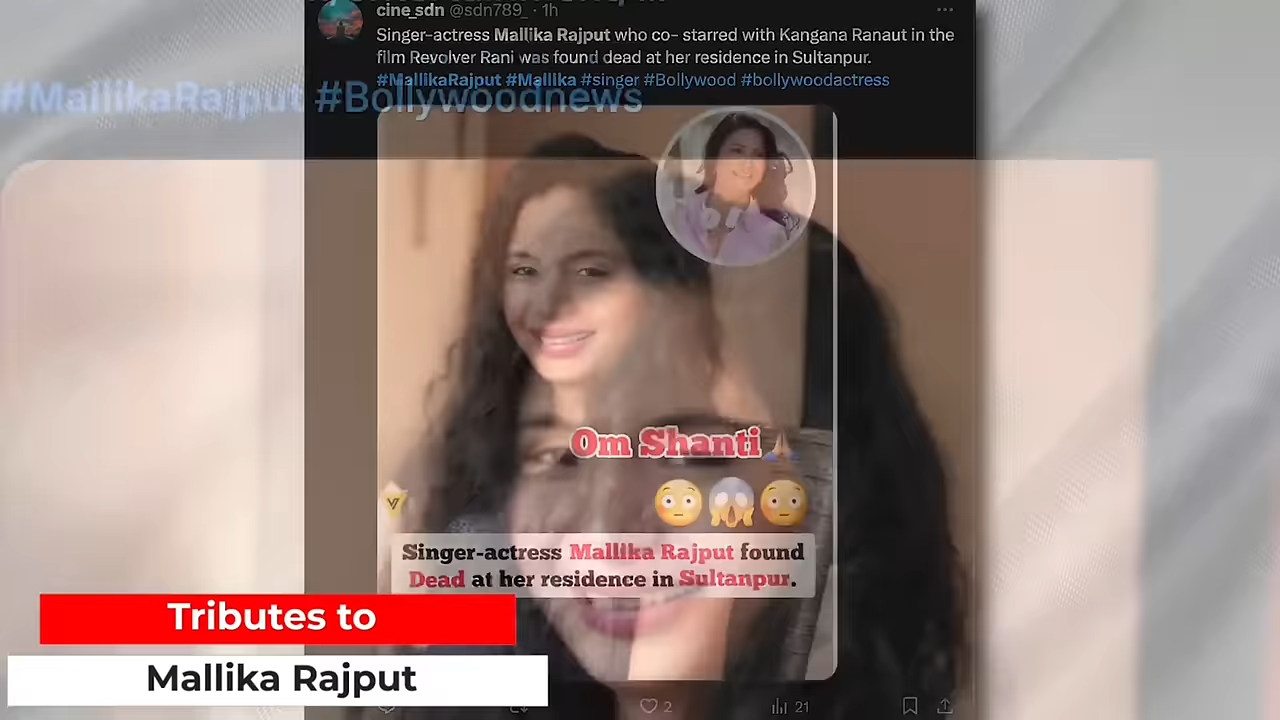 cine_sdn @sdn789_ · 1h
Singer-actress Mallika Rajput who co- starred with Kangana Ranaut in the
film Revolver Rani was found dead at her residence in Sultanpur.
#MallikaRajput #Mallika #singer #Bollywood #bollywoodactress
#MallikaRajput #Bollywoodnews
Om Shanti
Singer-actress Mallika Rajput found
Dead at her residence in Sultanpur.
Tributes to
Mallika Rajput
2
21